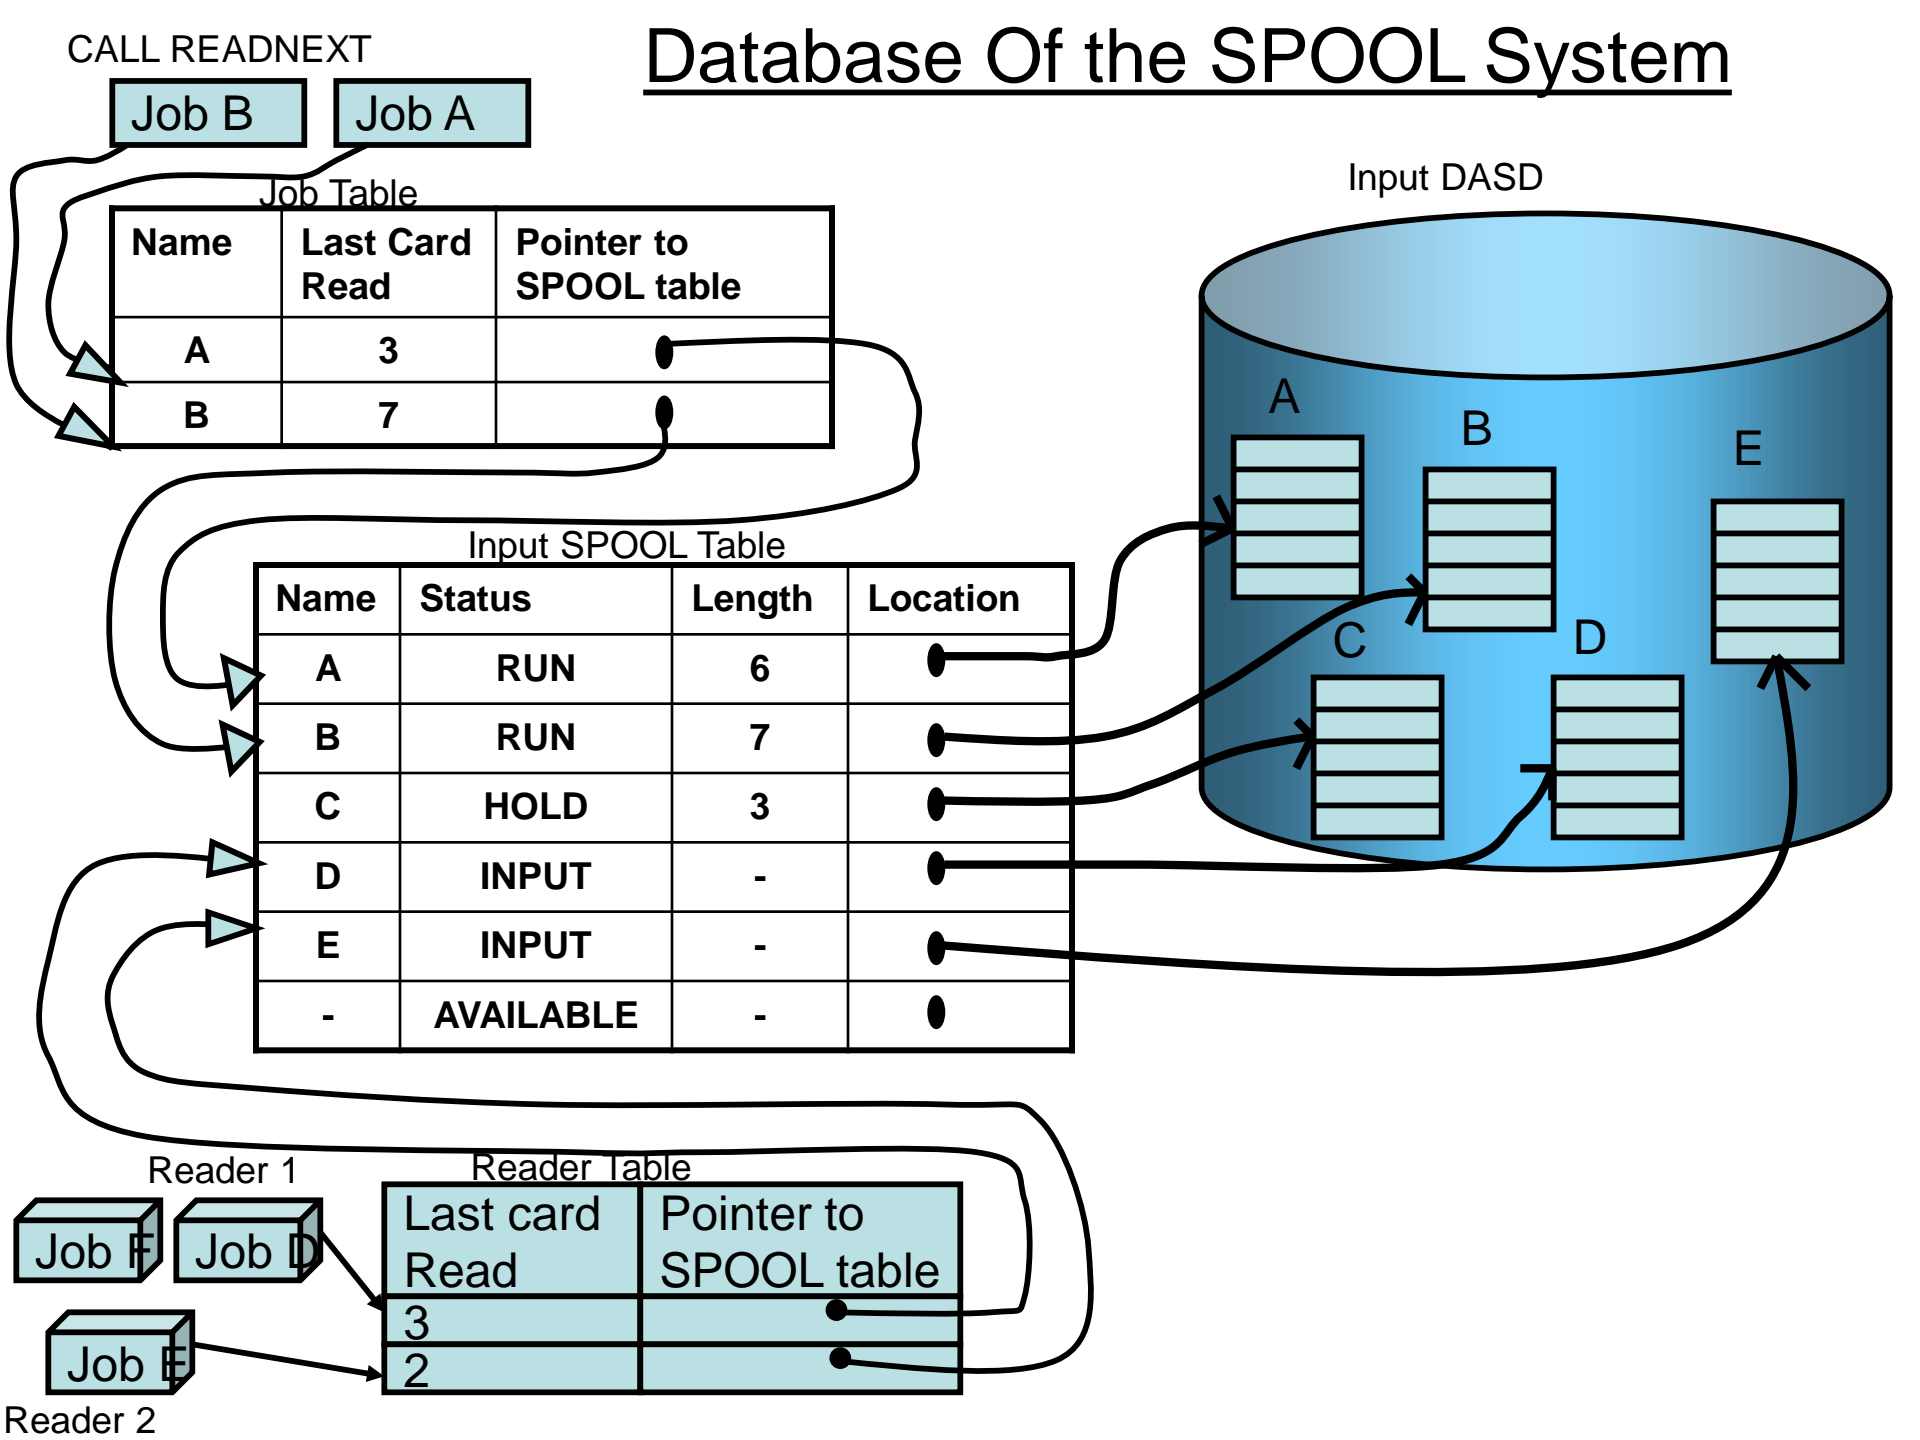 Database Of the SPOOL System
CALL READNEXT
Job B
Job A
Job Table
Name Last Card Read Pointer to SPOOL table
A 3
B 7
Input SPOOL Table
Name Status Length Location
A RUN 6
B RUN 7
C HOLD 3
D INPUT -
E INPUT -
- AVAILABLE -
Input DASD
A
B
E
C
D
Reader 1
Job F
Job D
Job E
Reader 2
Reader Table
Last card Read Pointer to SPOOL table
3
2